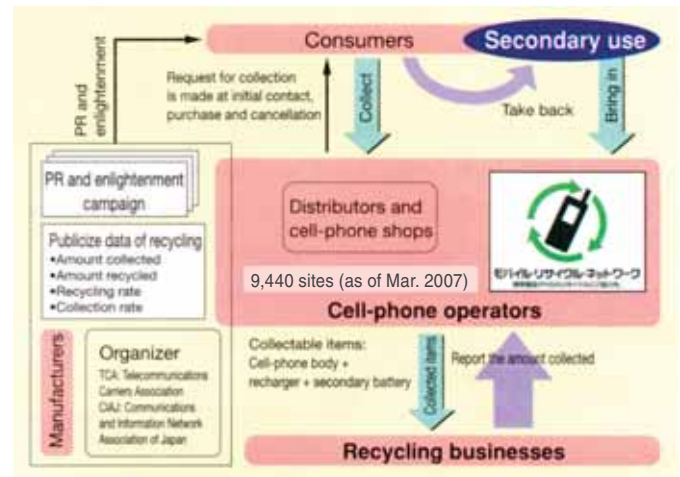 Consumers
Secondary use
PR and
enlightenment
Request for collection
is made at initial contact,
purchase and cancellation
Collect
Take back
Bring in
PR and enlightenment
campaign
Publicize data of recycling
•Amount collected
•Amount recycled
•Recycling rate
•Collection rate
Manufacturers
Organizer
TCA: Telecommunications
Carriers Association
CIAJ: Communications
and Information Network
Association of Japan
Distributors and
cell-phone shops
9,440 sites (as of Mar. 2007)
モバイル・リサイクル・ネットワーク
Cell-phone operators
Collectable items:
Cell-phone body +
recharger + secondary battery
Collected items
Report the amount collected
Recycling businesses